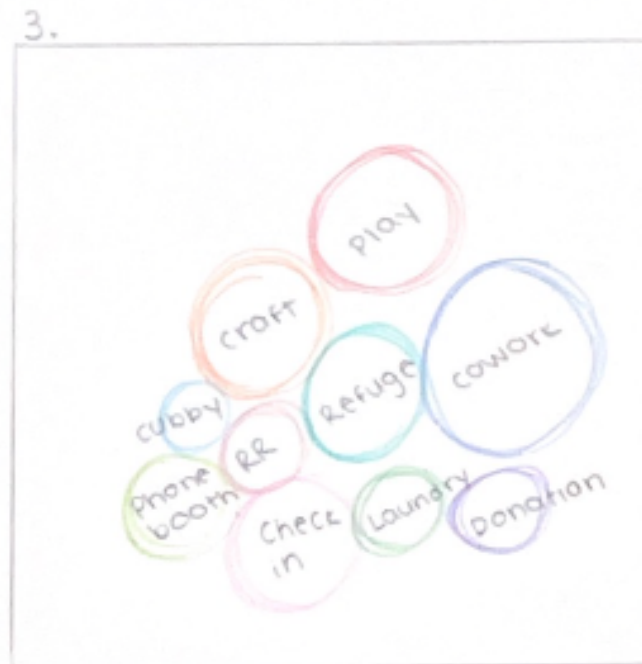 3.
Play
Craft
Cowork
Refuge
Cubby
RR
Phone
booth
Check
in
Laundry
Donation